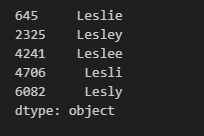 645     Leslie
2325    Lesley
4241    Leslee
4706     Lesli
6082     Lesly
dtype: object